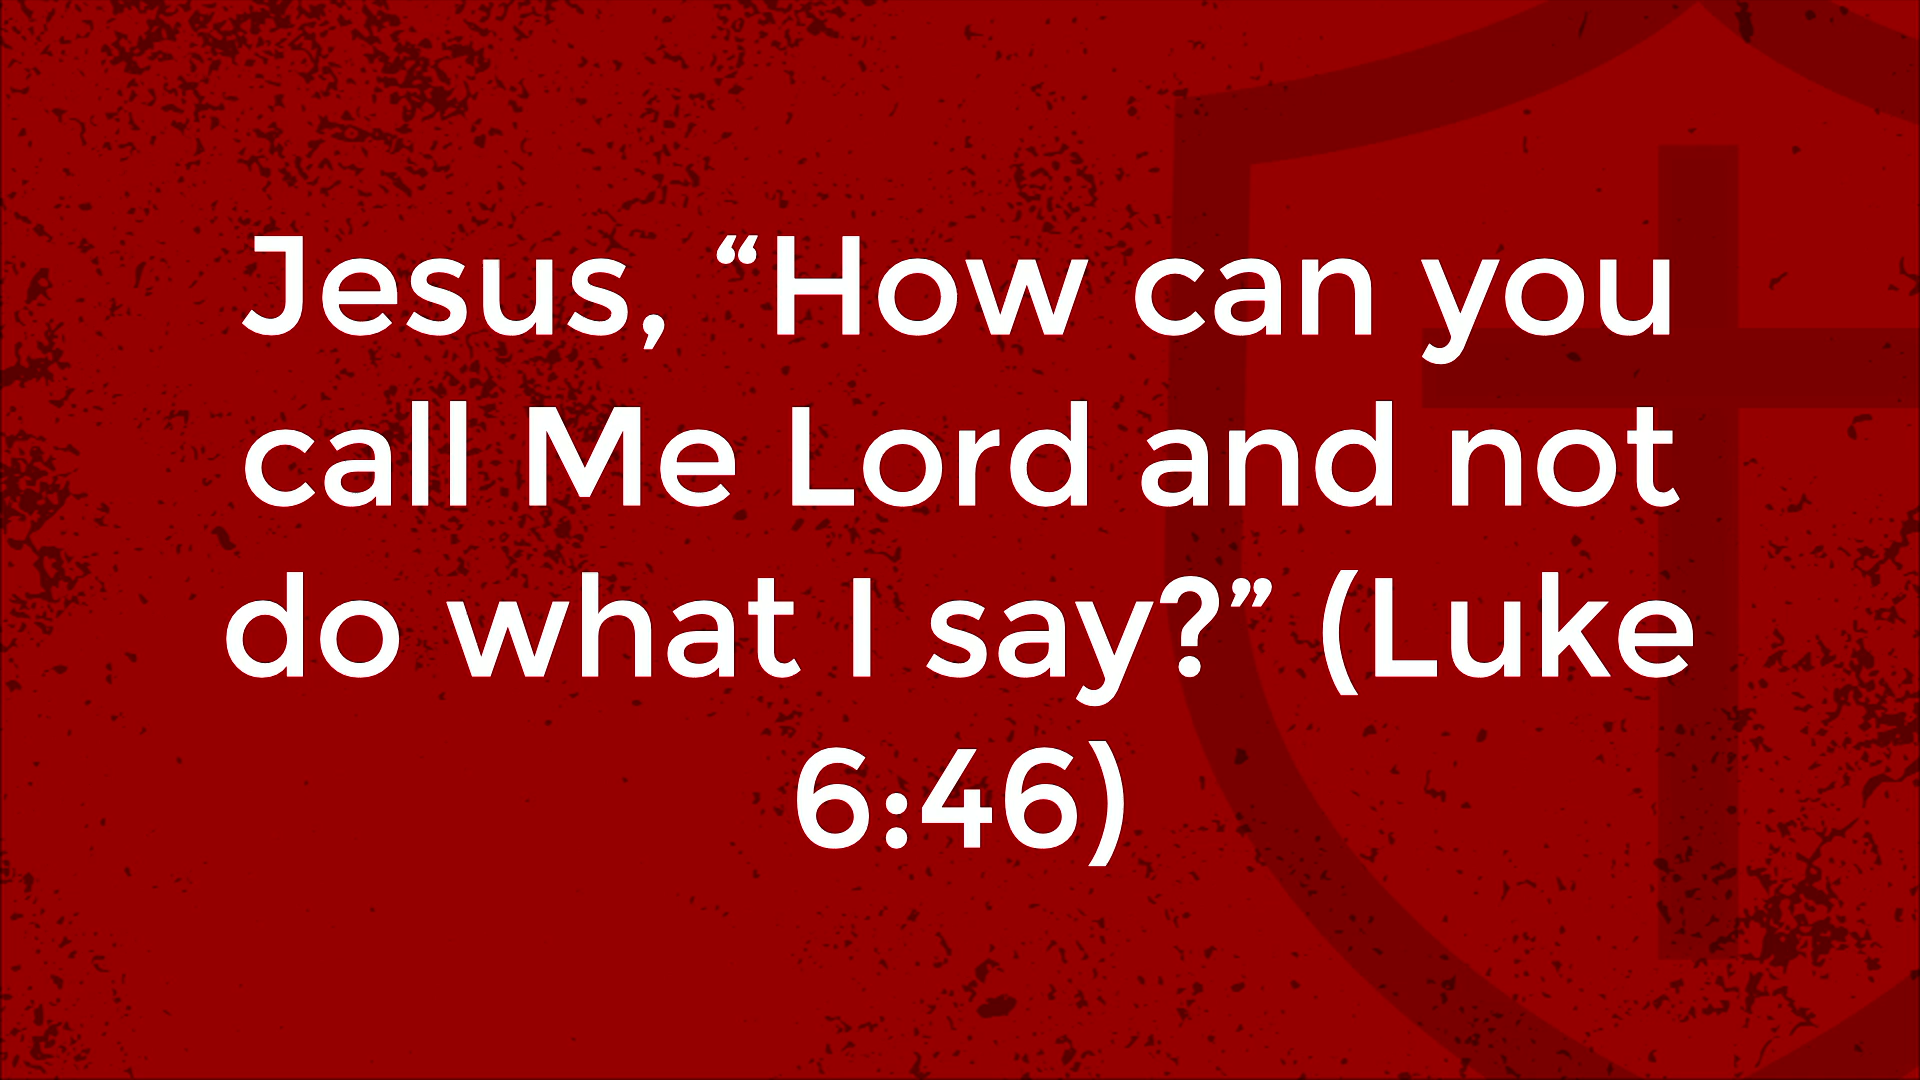 Jesus, “How can you
call Me Lord and not
do what I say?” (Luke
6:46)